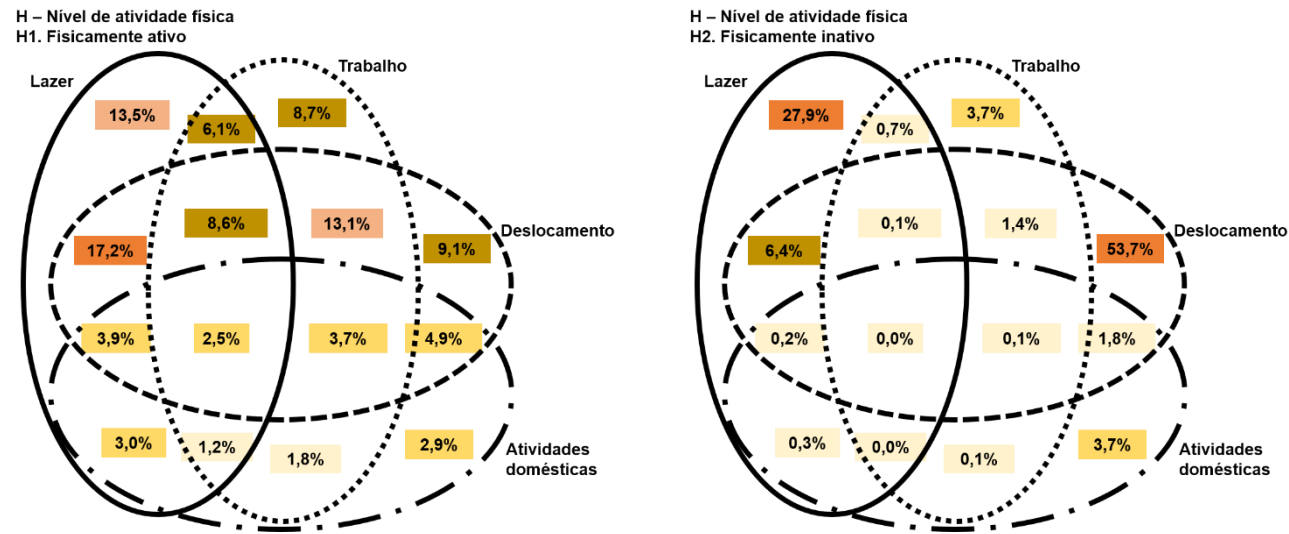 H – Nível de atividade física
H1. Fisicamente ativo
Lazer
Trabalho
13,5%
6,1%
8,7%
8,6%
13,1%
Deslocamento
17,2%
9,1%
3,9%
2,5%
3,7%
4,9%
3,0%
1,2%
1,8%
2,9%
Atividades
domésticas
H – Nível de atividade física
H2. Fisicamente inativo
Lazer
Trabalho
27,9%
0,7%
3,7%
0,1%
1,4%
Deslocamento
6,4%
53,7%
0,2%
0,0%
0,1%
1,8%
0,3%
0,0%
0,1%
3,7%
Atividades
domésticas